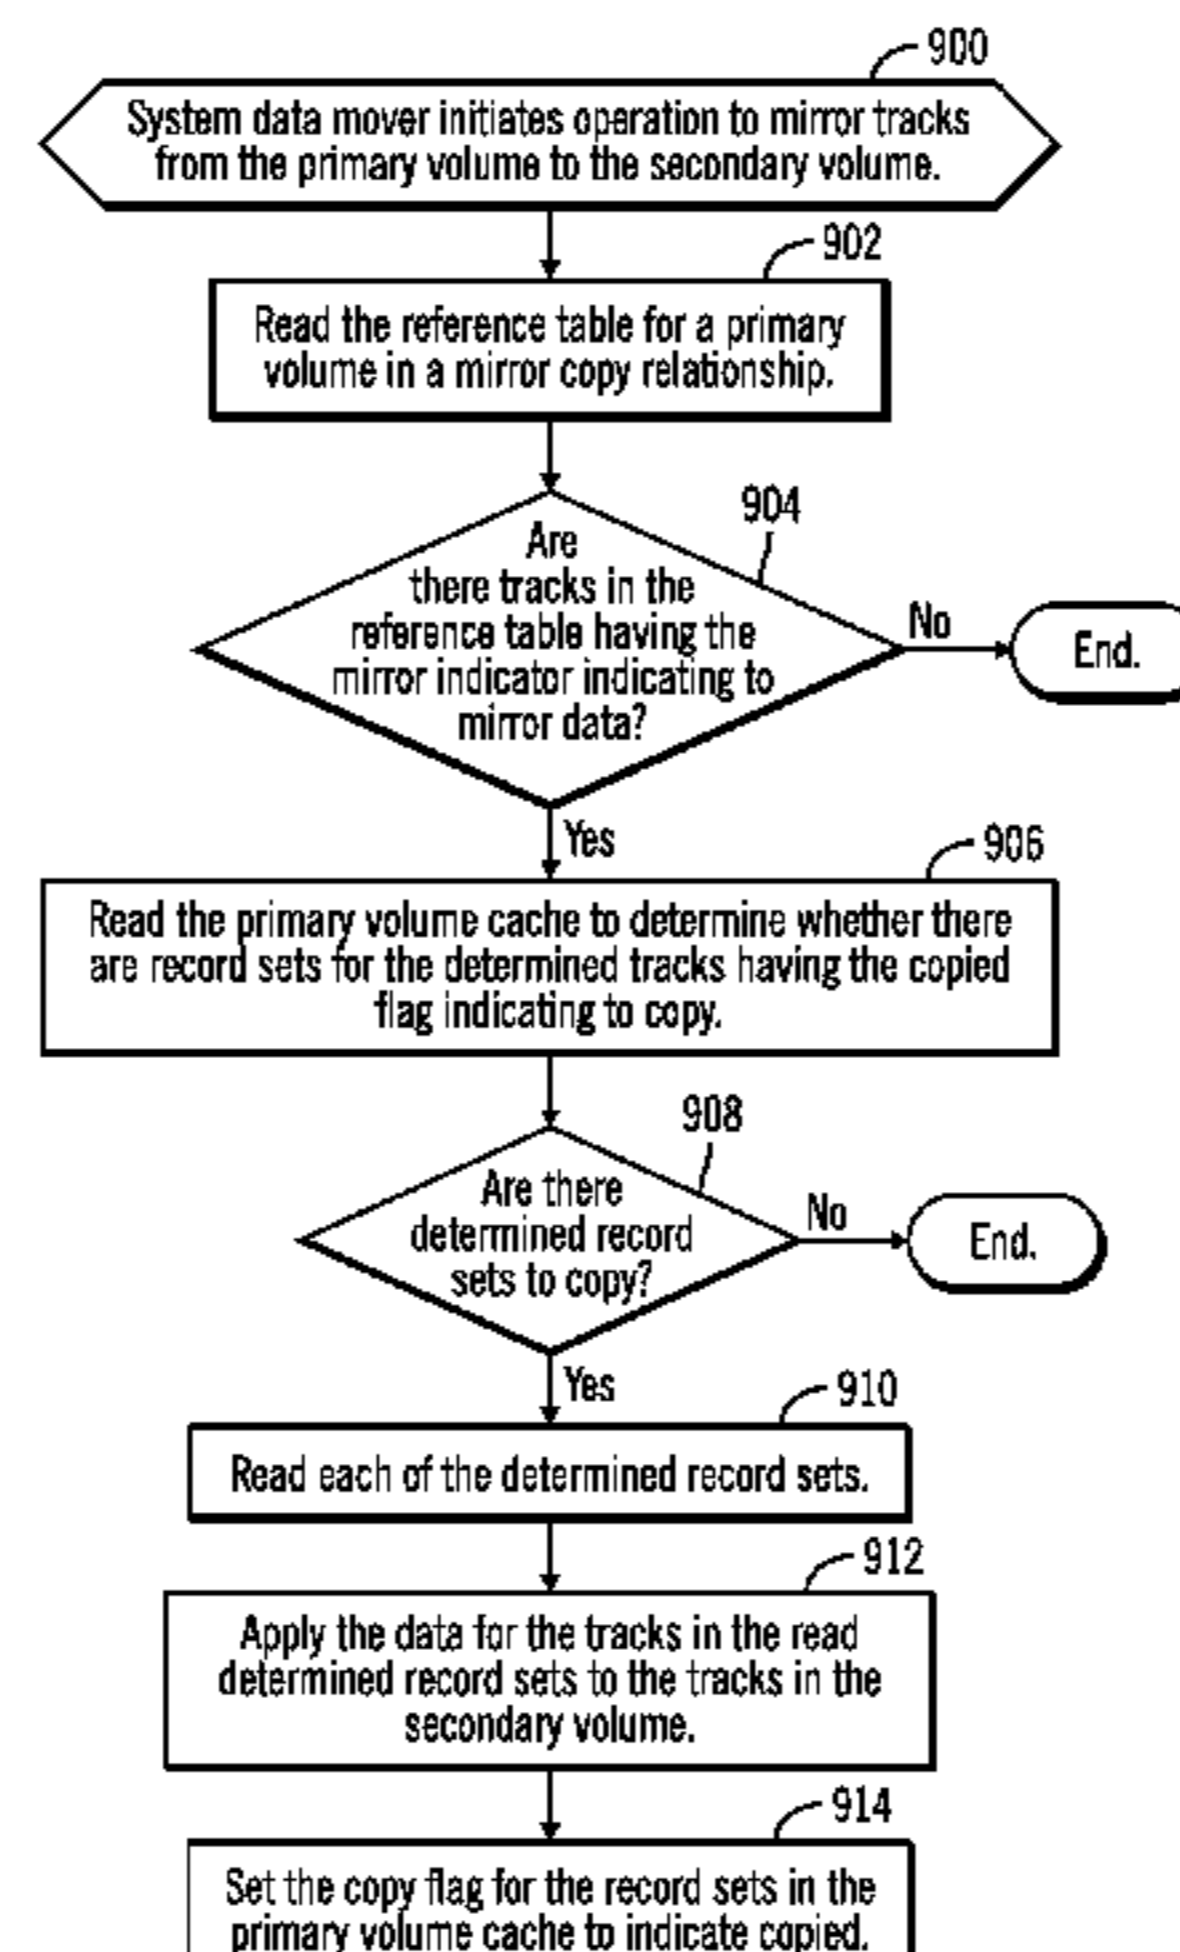 900
System data mover initiates operation to mirror tracks
from the primary volume to the secondary volume.
902
Read the reference table for a primary
volume in a mirror copy relationship.
904
Are
there tracks in the
reference table having the
mirror indicator indicating to
mirror data?
No
End.
Yes
906
Read the primary volume cache to determine whether there
are record sets for the determined tracks having the copied
flag indicating to copy.
908
Are there
determined record
sets to copy?
No
End.
Yes
910
Read each of the determined record sets.
912
Apply the data for the tracks in the read
determined record sets to the tracks in the
secondary volume.
914
Set the copy flag for the record sets in the
primary volume cache to indicate copied.